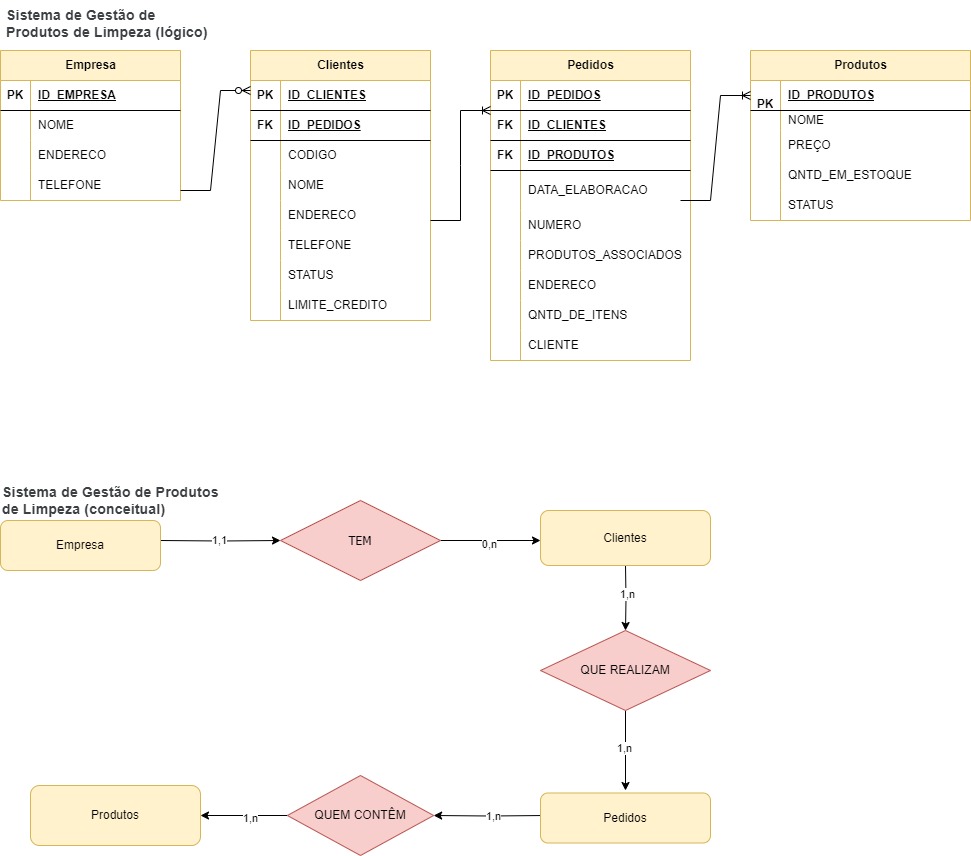 Sistema de Gestão de
Produtos de Limpeza (lógico)
Empresa
PK ID_EMPRESA
NOME
ENDERECO
TELEFONE
Clientes
PK ID_CLIENTES
FK ID_PEDIDOS
CODIGO
NOME
ENDERECO
TELEFONE
STATUS
LIMITE_CREDITO
Pedidos
PK ID_PEDIDOS
FK ID_CLIENTES
FK ID_PRODUTOS
DATA_ELABORACAO
NUMERO
PRODUTOS_ASSOCIADOS
ENDERECO
QNTD_DE_ITENS
CLIENTE
Produtos
PK ID_PRODUTOS
NOME
PREÇO
QNTD_EM_ESTOQUE
STATUS
Sistema de Gestão de Produtos
de Limpeza (conceitual)
Empresa
1,1
TEM
0,n
Clientes
1,n
QUE REALIZAM
1,n
Pedidos
1,n
QUEM CONTÊM
1,n
Produtos